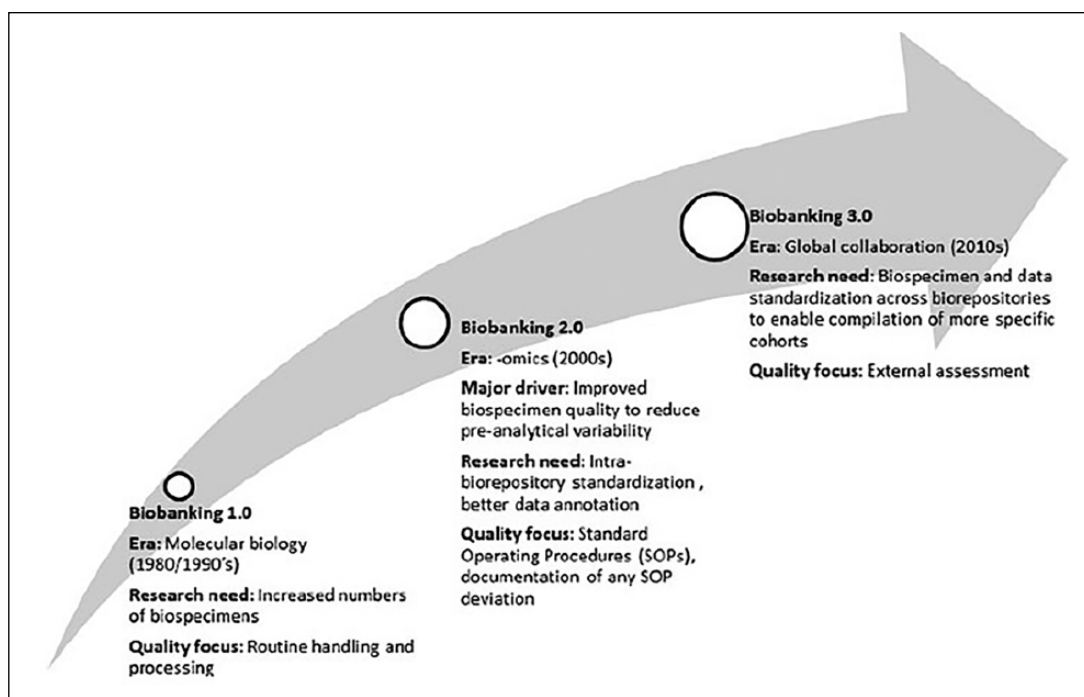 Biobanking 1.0
Era: Molecular biology
(1980/1990´s)
Research need: Increased numbers
of biospecimens
Quality focus: Routine handling and
processing
Biobanking 2.0
Era: -omics (2000s)
Major driver: Improved
biospecimen quality to reduce
pre-analytical variability
Research need: Intra-
biorepository standardization ,
better data annotation
Quality focus: Standard
Operating Procedures (SOPs),
documentation of any SOP
deviation
Biobanking 3.0
Era: Global collaboration (2010s)
Research need: Biospecimen and data
standardization across biorepositories
to enable compilation of more specific
cohorts
Quality focus: External assessment